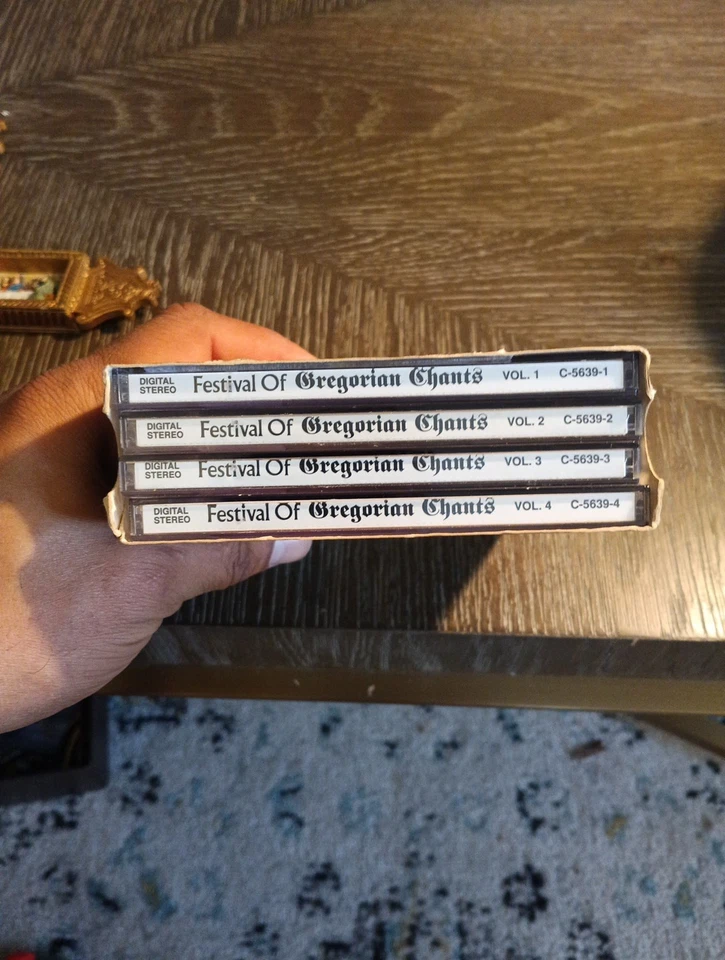 DIGITAL STEREO Festival Of Gregorian Chants VOL. 1 C-5639-1
DIGITAL STEREO Festival Of Gregorian Chants VOL. 2 C-5639-2
DIGITAL STEREO Festival Of Gregorian Chants VOL. 3 C-5639-3
DIGITAL STEREO Festival Of Gregorian Chants VOL. 4 C-5639-4